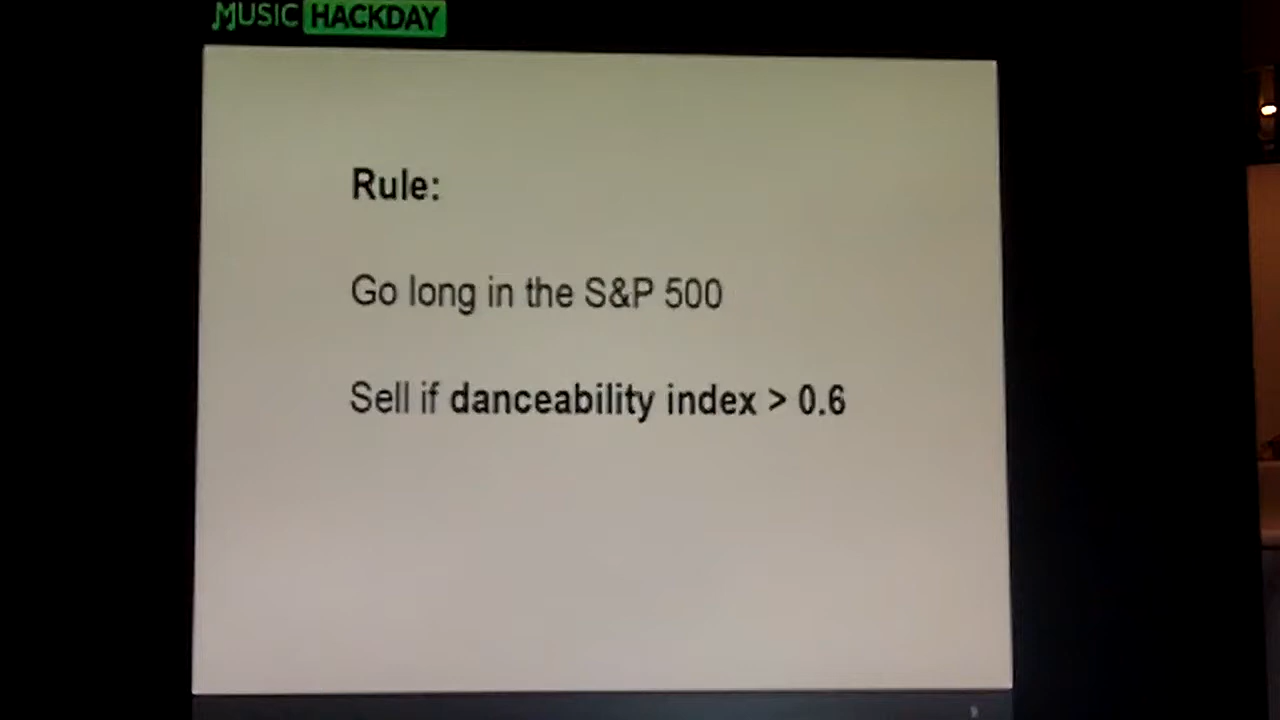 MUSIC HACKDAY
Rule:
Go long in the S&P 500
Sell if danceability index > 0.6